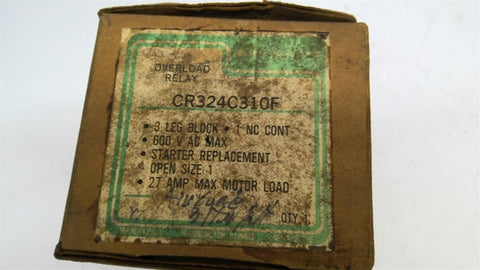 OVERLOAD
RELAY
CR324C310F
• 3 LEG BLOCK • 1 NC CONT
• 600 V AC MAX
• STARTER REPLACEMENT
OPEN SIZE 1
• 27 AMP MAX MOTOR LOAD
QTY 1